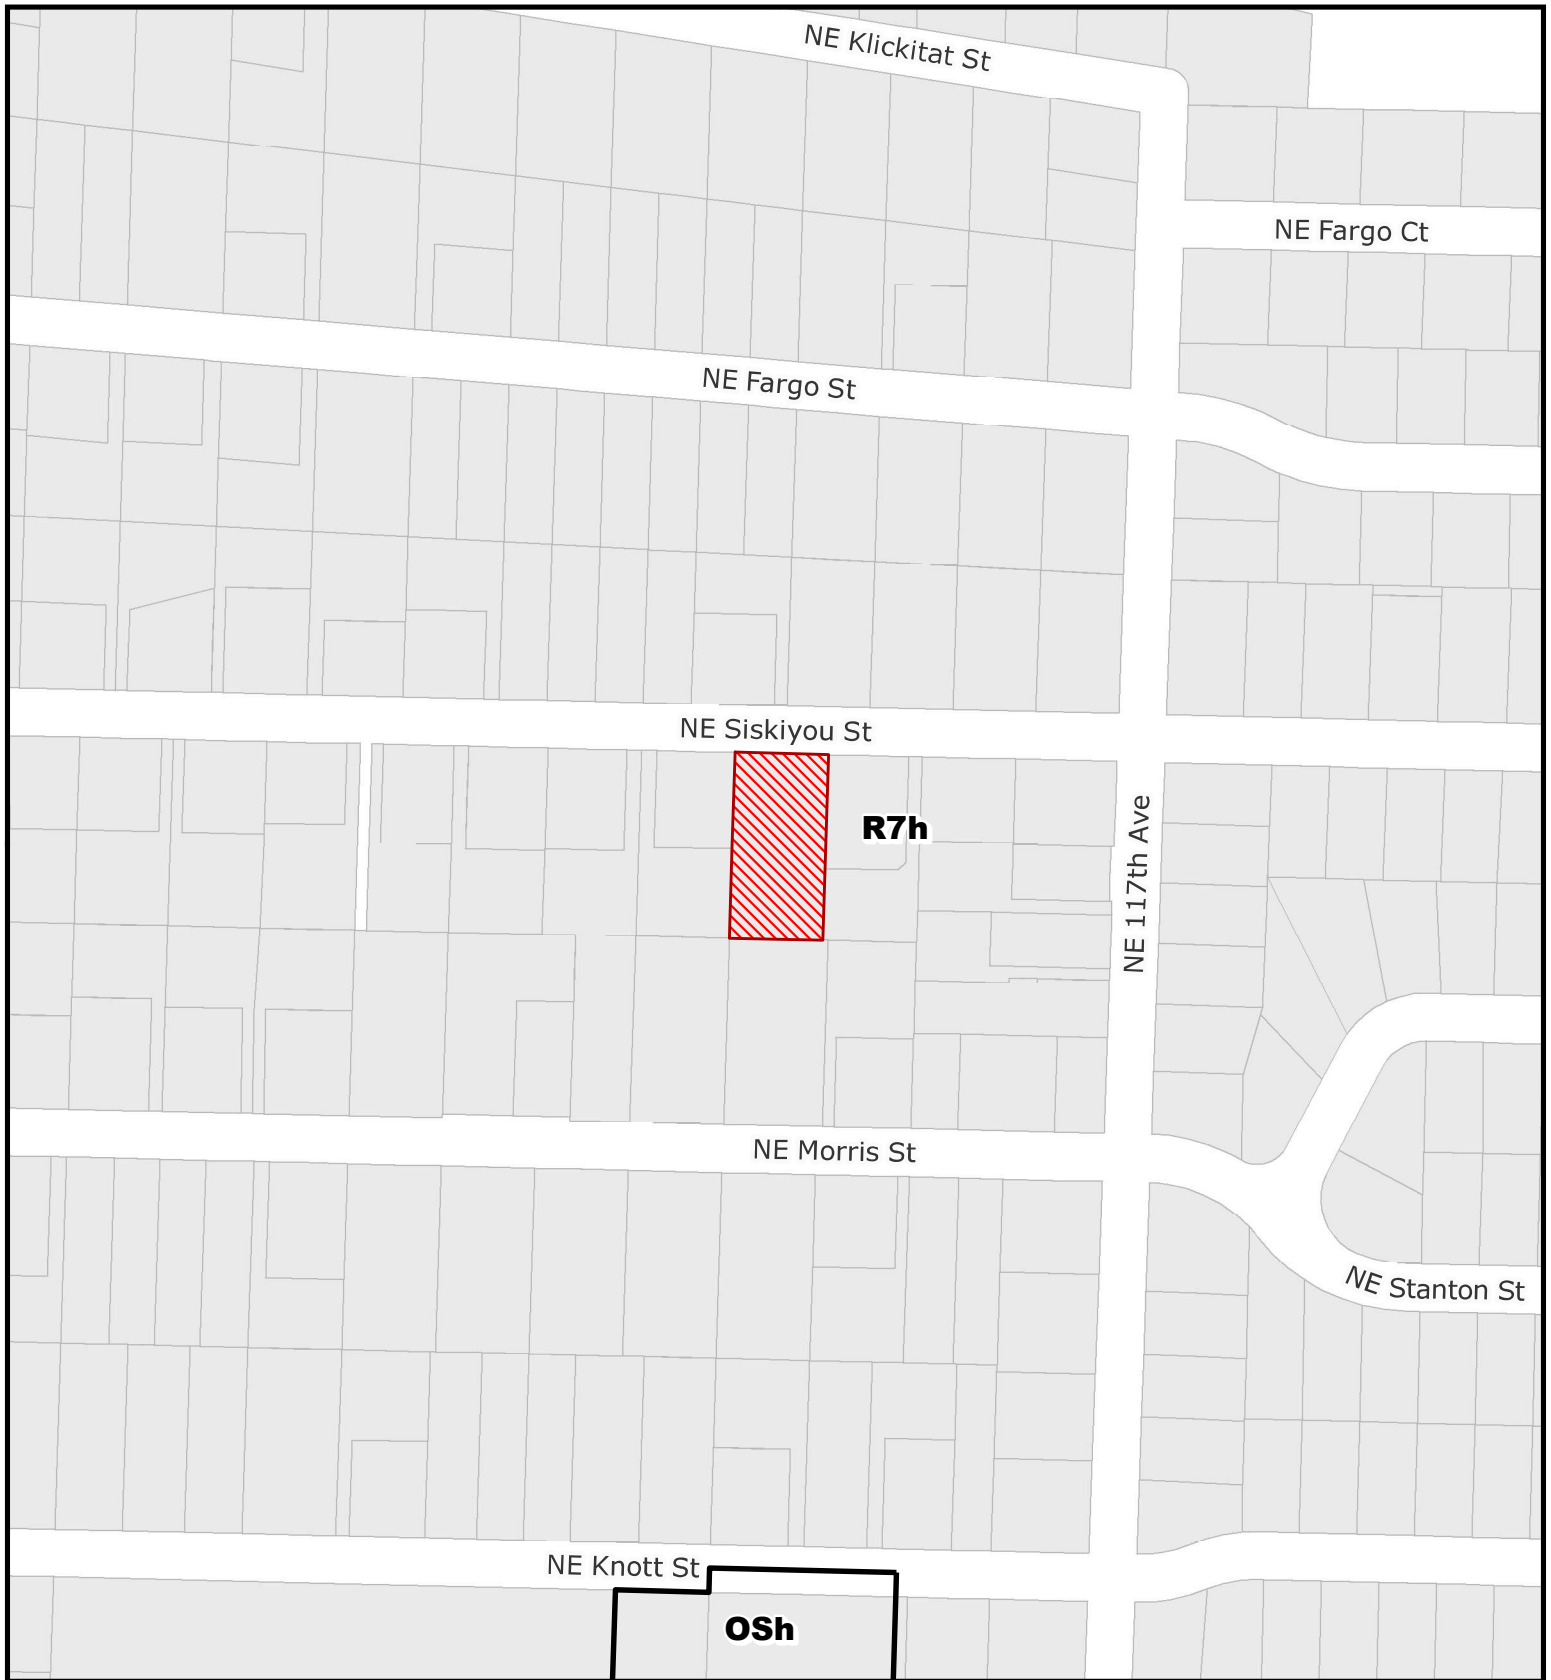 NE Klickitat St
NE Fargo Ct
NE Fargo St
NE Siskiyou St
R7h
NE 117th Ave
NE Morris St
NE Stanton St
NE Knott St
OSh